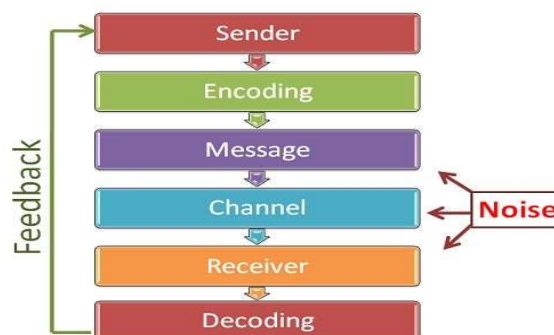 Sender
Encoding
Message
Channel
Receiver
Decoding
Feedback
Noise